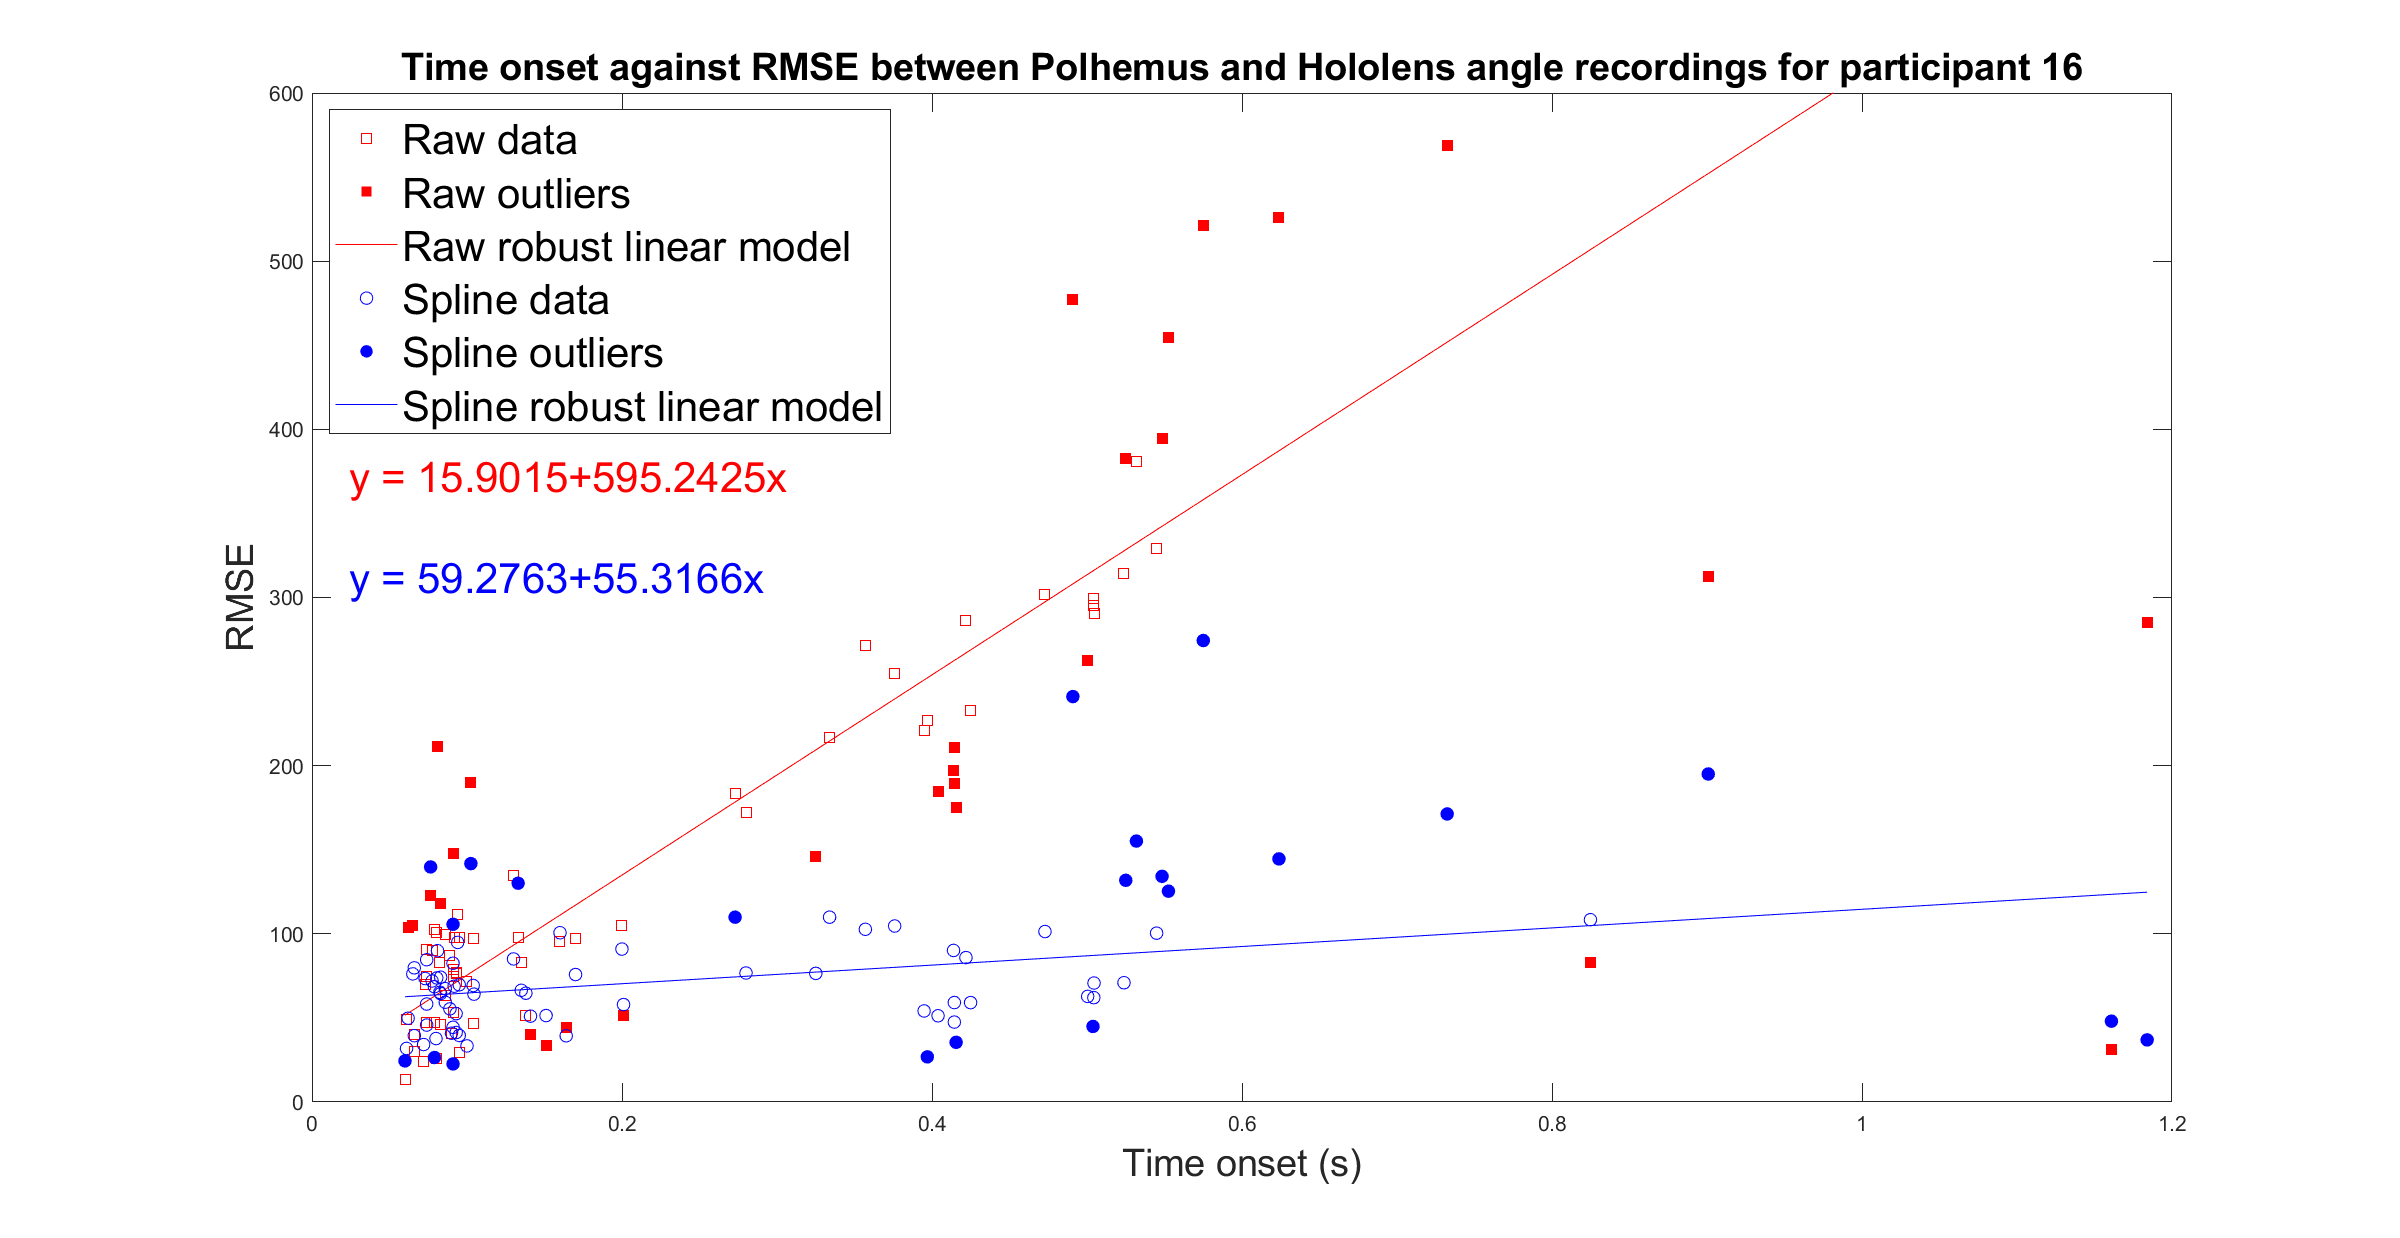 Time onset against RMSE between Polhemus and Hololens angle recordings for participant 16
600
500
400
300
200
100
0
RMSE
Raw data
Raw outliers
Raw robust linear model
Spline data
Spline outliers
Spline robust linear model
y = 15.9015+595.2425x
y = 59.2763+55.3166x
0 0.2 0.4 0.6 0.8 1 1.2
Time onset (s)